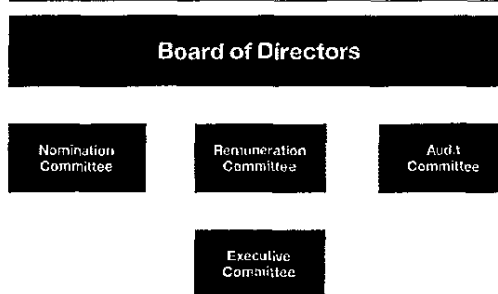 Board of Directors
Nomination
Committee
Remuneration
Committee
Audit
Committee
Executive
Committee